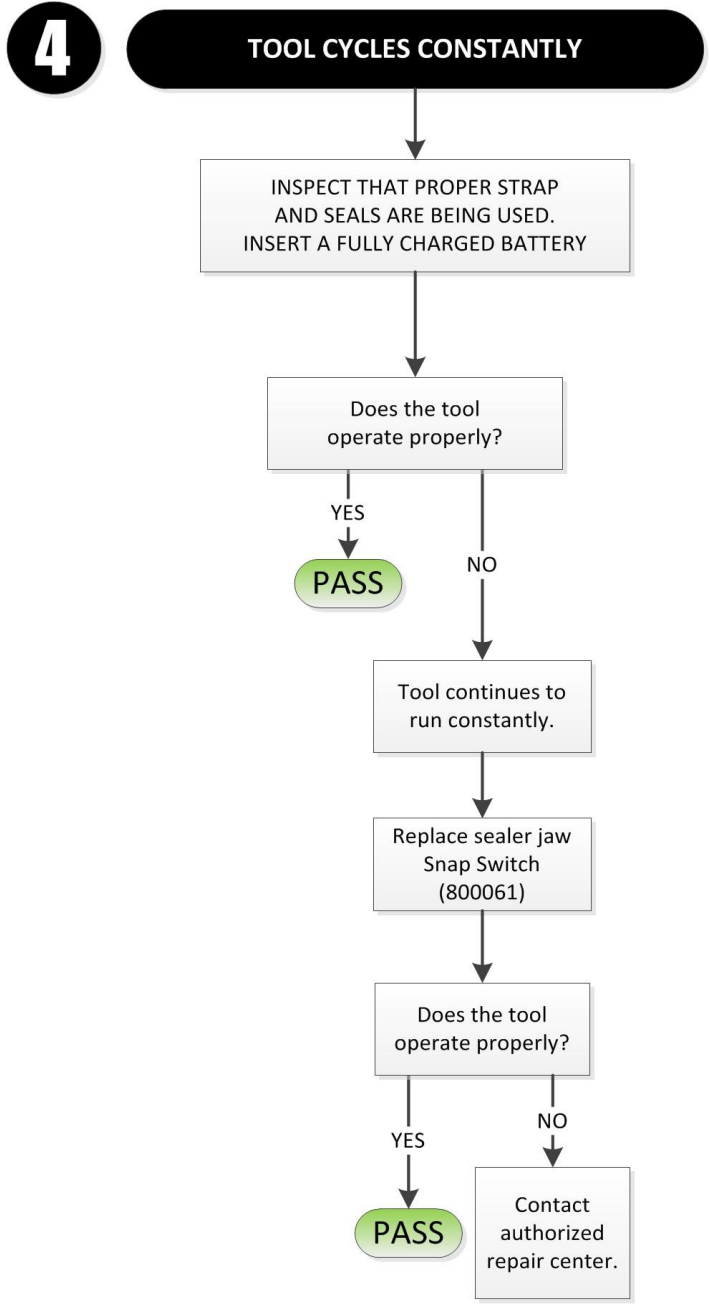 4
TOOL CYCLES CONSTANTLY
INSPECT THAT PROPER STRAP
AND SEALS ARE BEING USED.
INSERT A FULLY CHARGED BATTERY
Does the tool
operate properly?
YES
PASS
NO
Tool continues to
run constantly.
Replace sealer jaw
Snap Switch
(800061)
Does the tool
operate properly?
YES
PASS
NO
Contact
authorized
repair center.